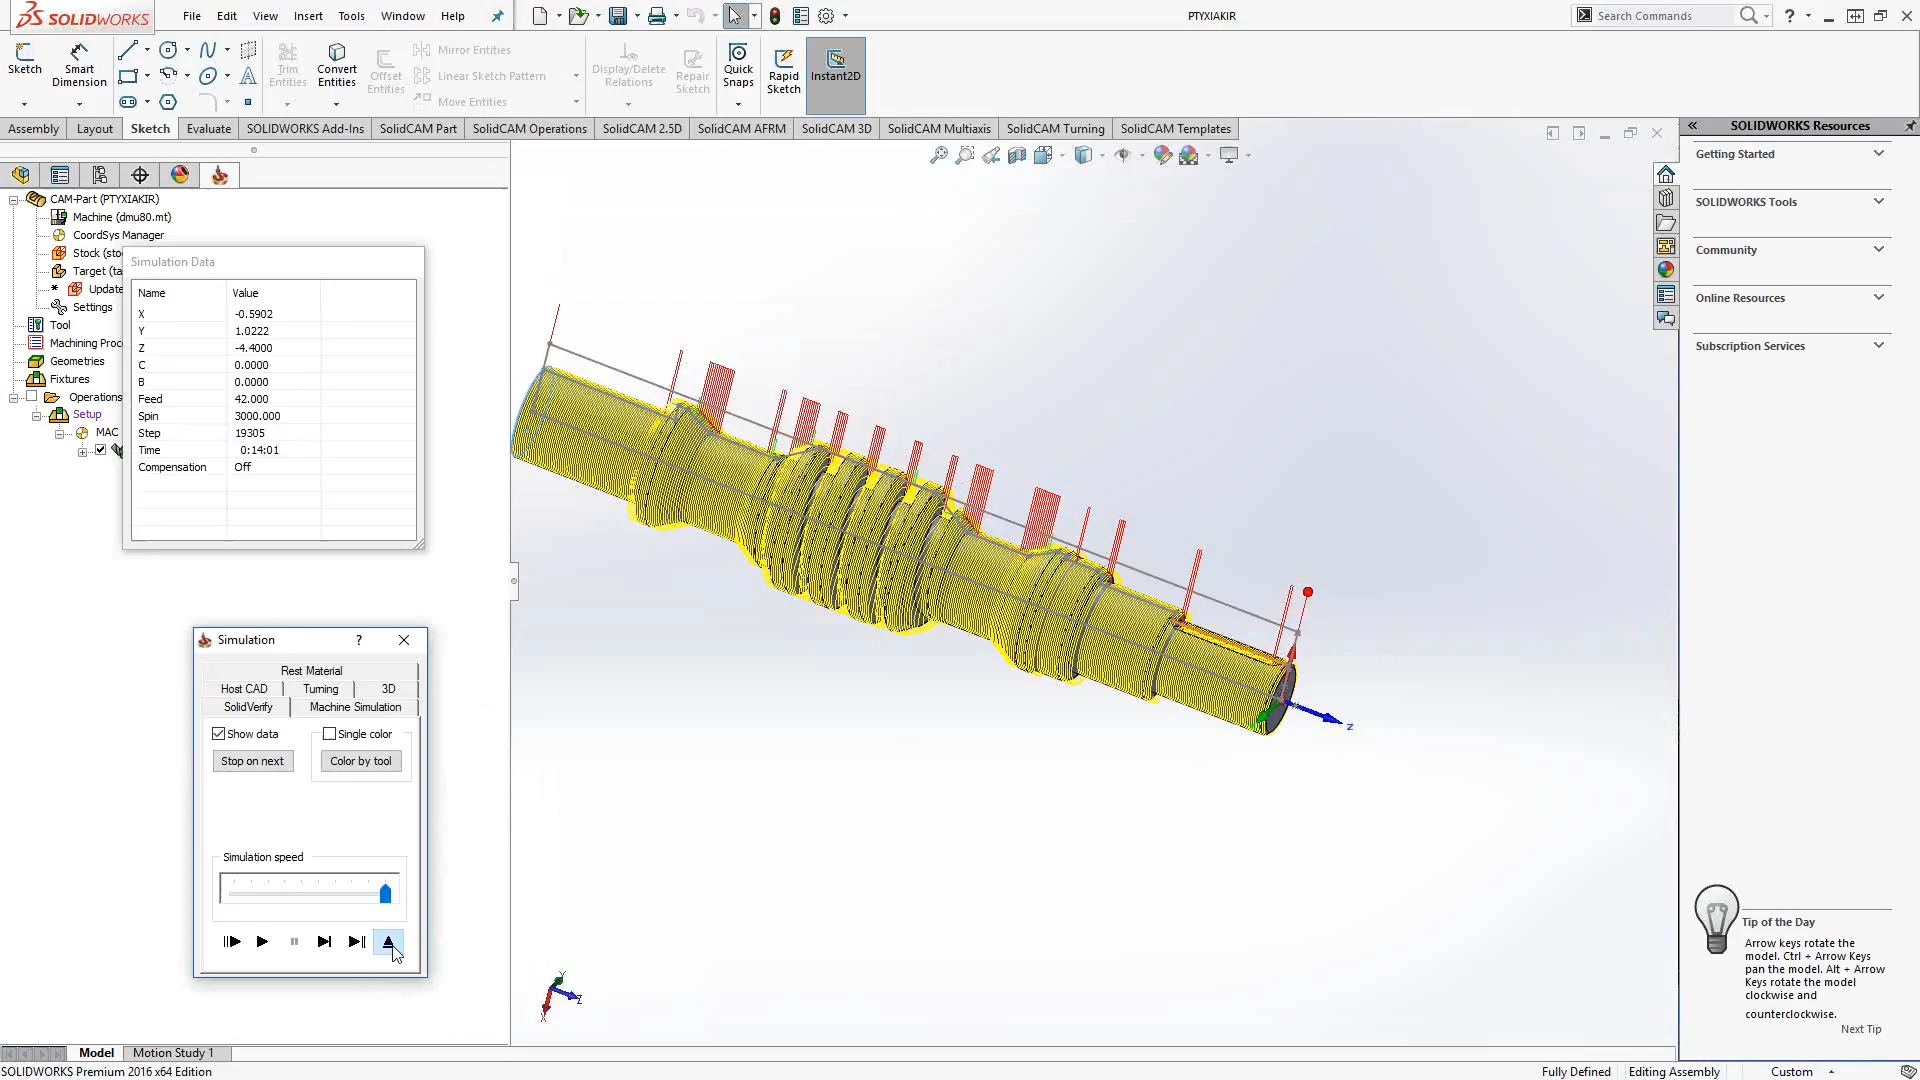 SOLIDWORKS
File Edit View Insert Tools Window Help
PTYXIAKIR
Search Commands
Sketch
Smart Dimension
Trim Entities
Convert Entities
Offset Entities
Mirror Entities
Linear Sketch Pattern
Move Entities
Display/Delete Relations
Repair Sketch
Quick Snaps
Rapid Sketch
Instant2D
Assembly Layout Sketch Evaluate SOLIDWORKS Add-Ins SolidCAM Part SolidCAM Operations SolidCAM 2.5D SolidCAM AFRM SolidCAM 3D SolidCAM Multiaxis SolidCAM Turning SolidCAM Templates
CAM-Part (PTYXIAKIR)
Machine (dmu80.mt)
CoordSys Manager
Stock (sto
Target (ta
Update
Settings
Tool
Machining Proc
Geometries
Fixtures
Operations
Setup
MAC
Simulation Data
Name Value
X -0.5902
Y 1.0222
Z -4.4000
C 0.0000
B 0.0000
Feed 42.000
Spin 3000.000
Step 19305
Time 0:14:01
Compensation Off
Simulation ?
Rest Material
Host CAD Turning 3D
SolidVerify Machine Simulation
Show data Single color
Stop on next Color by tool
Simulation speed
Z
Y
Z
X
SOLIDWORKS Resources
Getting Started
SOLIDWORKS Tools
Community
Online Resources
Subscription Services
Tip of the Day
Arrow keys rotate the
model. Ctrl + Arrow Keys
pan the model. Alt + Arrow
Keys rotate the model
clockwise and
counterclockwise.
Next Tip
Model Motion Study 1
SOLIDWORKS Premium 2016 x64 Edition
Fully Defined Editing Assembly Custom